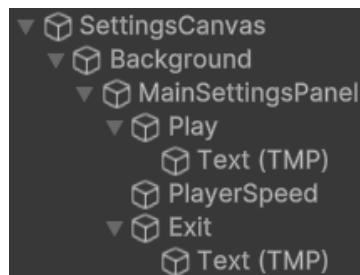 SettingsCanvas
Background
MainSettingsPanel
Play
Text (TMP)
PlayerSpeed
Exit
Text (TMP)